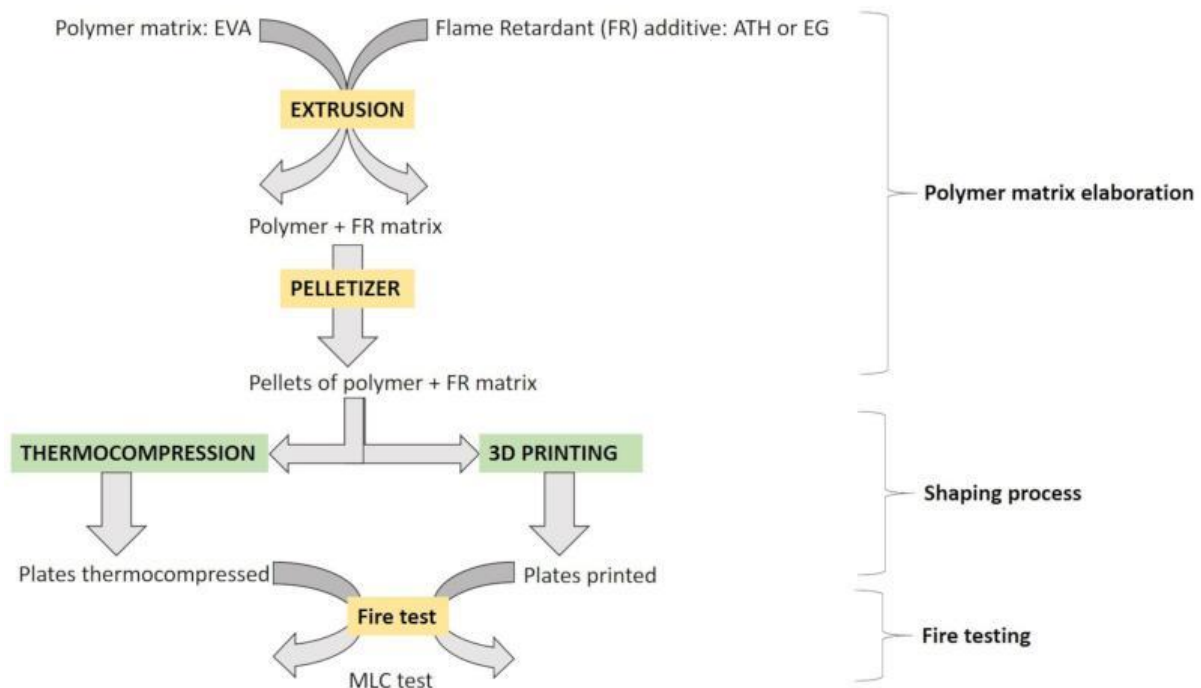 Polymer matrix: EVA
Flame Retardant (FR) additive: ATH or EG
EXTRUSION
Polymer matrix elaboration
Polymer + FR matrix
PELLETIZER
Pellets of polymer + FR matrix
THERMOCOMPRESSION
3D PRINTING
Shaping process
Plates thermocompressed
Plates printed
Fire test
Fire testing
MLC test